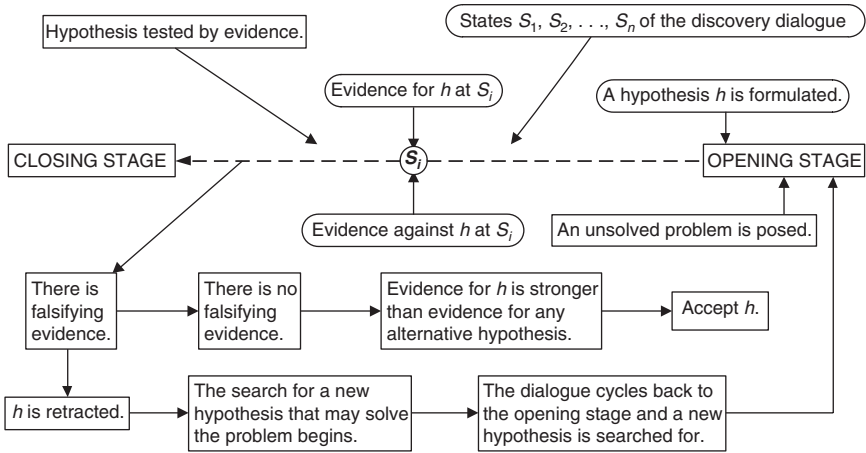 Hypothesis tested by evidence.
States S1, S2, . . ., Sn of the discovery dialogue
Evidence for h at Si
A hypothesis h is formulated.
CLOSING STAGE
Si
OPENING STAGE
Evidence against h at Si
An unsolved problem is posed.
There is
falsifying
evidence.
There is no
falsifying
evidence.
Evidence for h is stronger
than evidence for any
alternative hypothesis.
Accept h.
h is retracted.
The search for a new
hypothesis that may solve
the problem begins.
The dialogue cycles back to
the opening stage and a new
hypothesis is searched for.